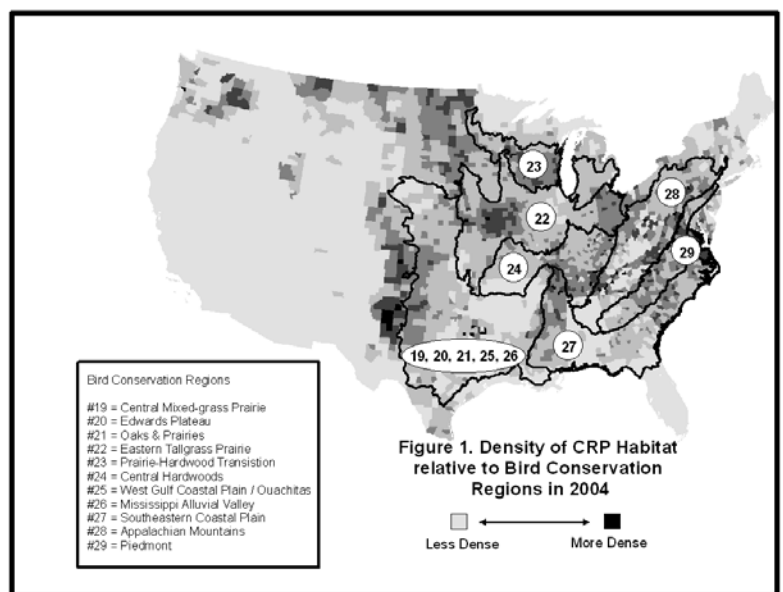 23
28
22
29
24
27
19, 20, 21, 25, 26
Bird Conservation Regions
#19 = Central Mixed-grass Prairie
#20 = Edwards Plateau
#21 = Oaks & Prairies
#22 = Eastern Tallgrass Prairie
#23 = Prairie-Hardwood Transistion
#24 = Central Hardwoods
#25 = West Gulf Coastal Plain / Ouachitas
#26 = Mississippi Alluvial Valley
#27 = Southeastern Coastal Plain
#28 = Appalachian Mountains
#29 = Piedmont
Figure 1. Density of CRP Habitat
relative to Bird Conservation
Regions in 2004
Less Dense
More Dense